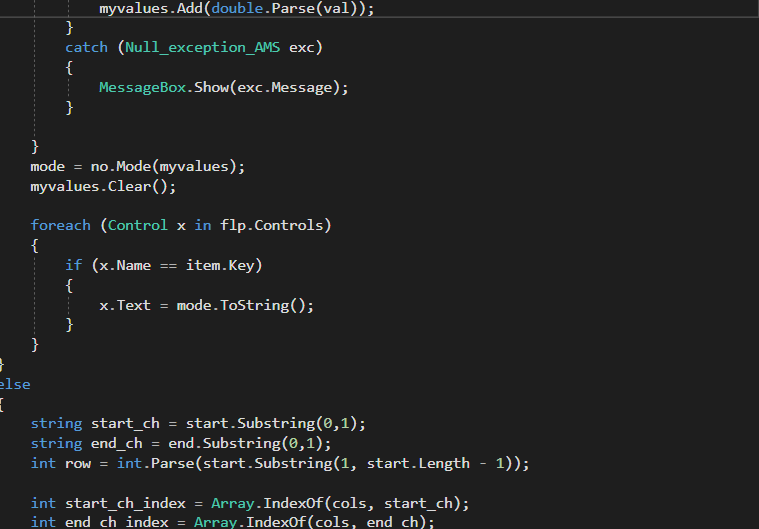 myvalues.Add(double.Parse(val));
}
catch (Null_exception_AMS exc)
{
MessageBox.Show(exc.Message);
}
}
mode = no.Mode(myvalues);
myvalues.Clear();
foreach (Control x in flp.Controls)
{
if (x.Name == item.Key)
{
x.Text = mode.ToString();
}
}
}
else
{
string start_ch = start.Substring(0,1);
string end_ch = end.Substring(0,1);
int row = int.Parse(start.Substring(1, start.Length - 1));
int start_ch_index = Array.IndexOf(cols, start_ch);
int end_ch_index = Array.IndexOf(cols, end_ch);